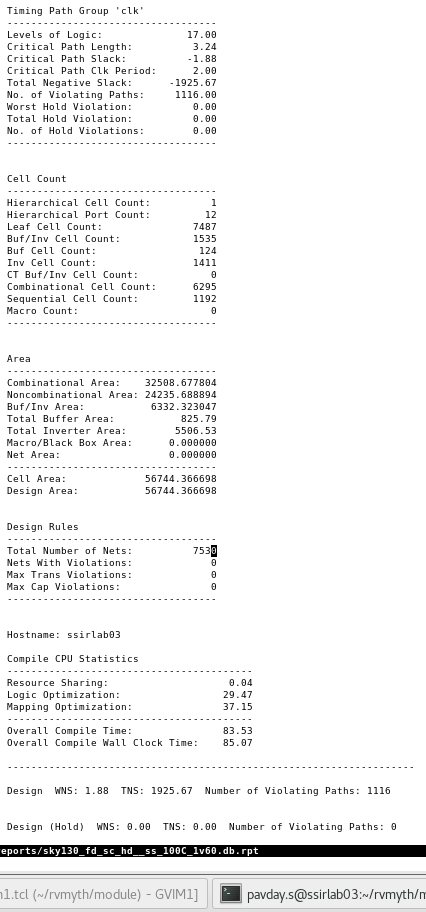 Timing Path Group 'clk'
-----------------------------------
Levels of Logic: 17.00
Critical Path Length: 3.24
Critical Path Slack: -1.88
Critical Path Clk Period: 2.00
Total Negative Slack: -1925.67
No. of Violating Paths: 1116.00
Worst Hold Violation: 0.00
Total Hold Violation: 0.00
No. of Hold Violations: 0.00
-----------------------------------
Cell Count
-----------------------------------
Hierarchical Cell Count: 1
Hierarchical Port Count: 12
Leaf Cell Count: 7487
Buf/Inv Cell Count: 1535
Buf Cell Count: 124
Inv Cell Count: 1411
CT Buf/Inv Cell Count: 0
Combinational Cell Count: 6295
Sequential Cell Count: 1192
Macro Count: 0
-----------------------------------
Area
-----------------------------------
Combinational Area: 32508.677804
Noncombinational Area: 24235.688894
Buf/Inv Area: 6332.323047
Total Buffer Area: 825.79
Total Inverter Area: 5506.53
Macro/Black Box Area: 0.000000
Net Area: 0.000000
-----------------------------------
Cell Area: 56744.366698
Design Area: 56744.366698
Design Rules
-----------------------------------
Total Number of Nets: 7530
Nets With Violations: 0
Max Trans Violations: 0
Max Cap Violations: 0
-----------------------------------
Hostname: ssirlab03
Compile CPU Statistics
-----------------------------------------
Resource Sharing: 0.04
Logic Optimization: 29.47
Mapping Optimization: 37.15
-----------------------------------------
Overall Compile Time: 83.53
Overall Compile Wall Clock Time: 85.07
--------------------------------------------------------------------
Design WNS: 1.88 TNS: 1925.67 Number of Violating Paths: 1116
Design (Hold) WNS: 0.00 TNS: 0.00 Number of Violating Paths: 0
eports/sky130_fd_sc_hd__ss_100C_1v60.db.rpt
n1.tcl (~/rvmyth/module) - GVIM1] pavday.s@ssirlab03:~/rvmyth/m